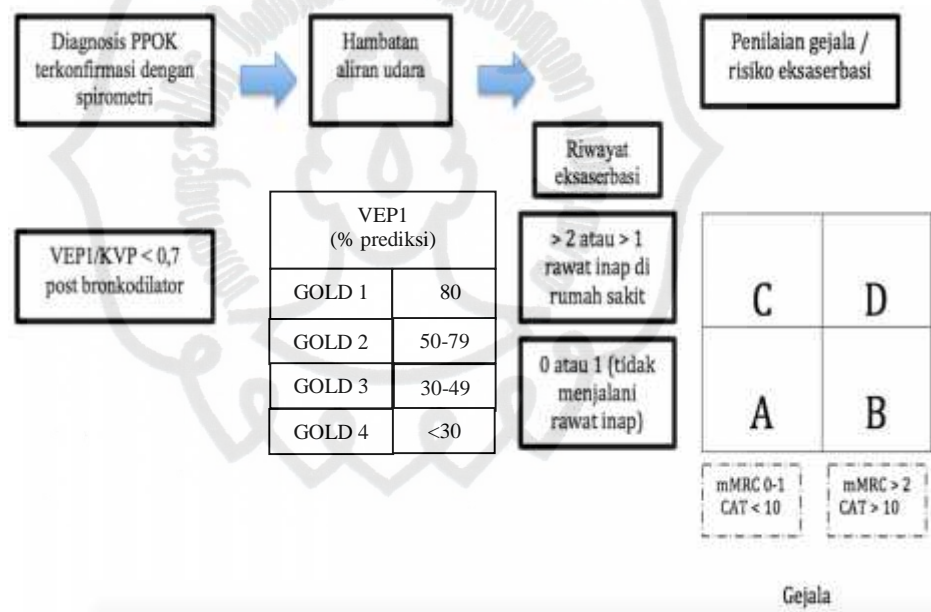 Diagnosis PPOK
terkonfirmasi dengan
spirometri
Hambatan
aliran udara
Penilaian gejala /
risiko eksaserbasi
Riwayat
eksaserbasi
VEP1/KVP < 0,7
post bronkodilator
VEP1
(% prediksi)
GOLD 1 80
GOLD 2 50-79
GOLD 3 30-49
GOLD 4 <30
> 2 atau > 1
rawat inap di
rumah sakit
0 atau 1 (tidak
menjalani
rawat inap)
C D
A B
mMRC 0-1
CAT < 10
mMRC > 2
CAT > 10
Gejala